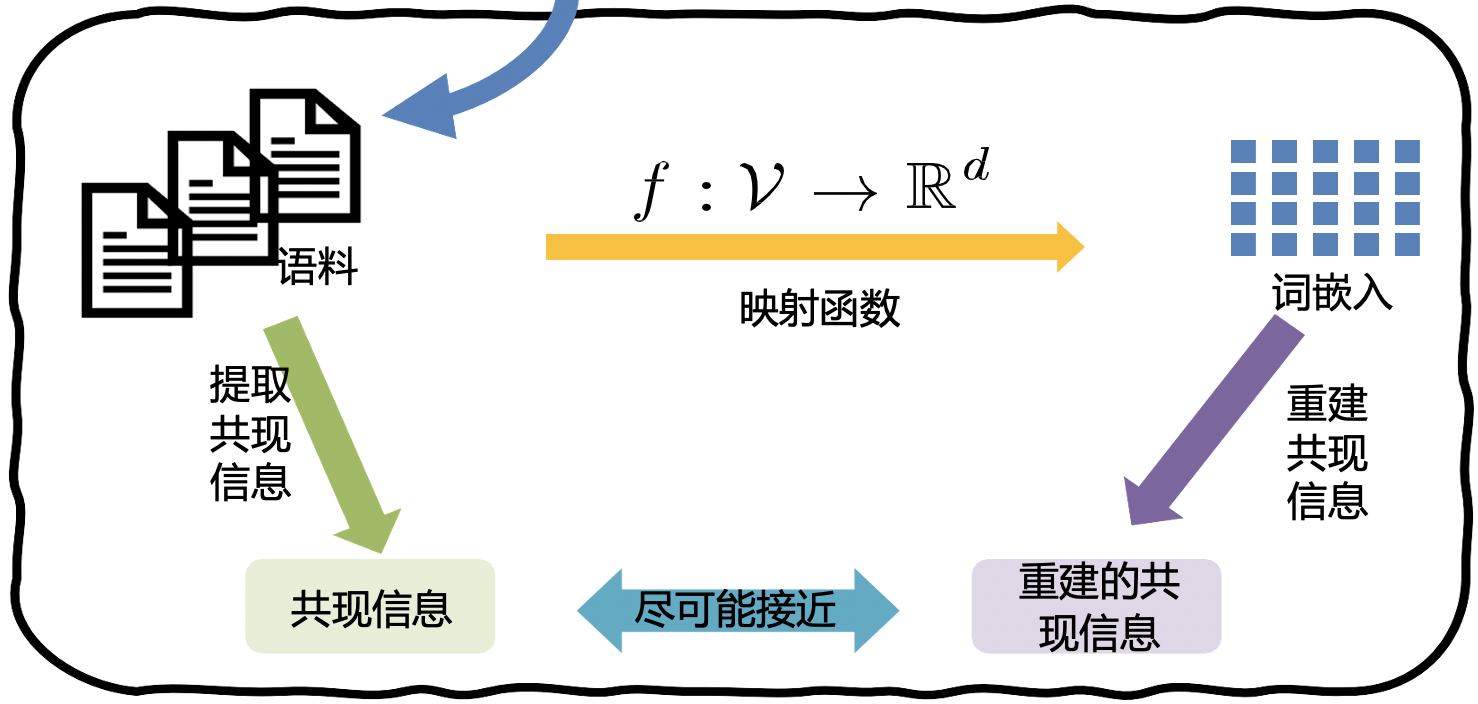 f : 𝒱 → ℝ^d
语料
映射函数
词嵌入
提取
共现
信息
重建
共现
信息
共现信息
尽可能接近
重建的共
现信息